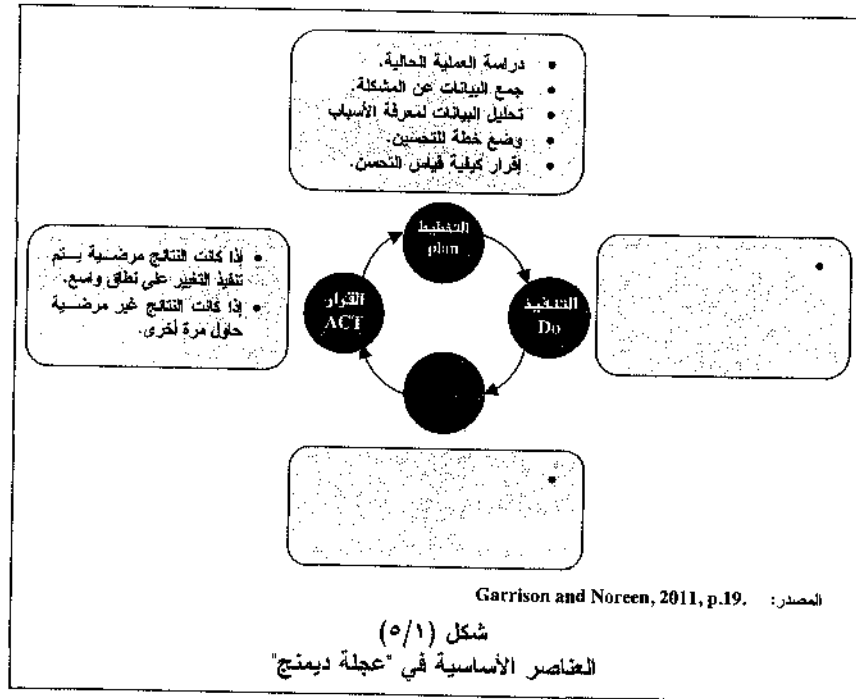 • دراسة العملية الحالية.
• جمع البيانات عن المشكلة.
• تحليل البيانات لمعرفة الأسباب
• وضع خطة للتحسين.
• إقرار كيفية قياس التحسن.
التخطيط
plan
• إذا كانت النتائج مرضية يتم
تنفيذ التغيير على نطاق واسع.
• إذا كانت النتائج غير مرضية
حاول مرة أخرى.
القرار
ACT
التنفيذ
Do
•
•
المصدر: Garrison and Noreen, 2011, p.19.
شكل (٥/١)
العناصر الأساسية في "عجلة ديمنج"